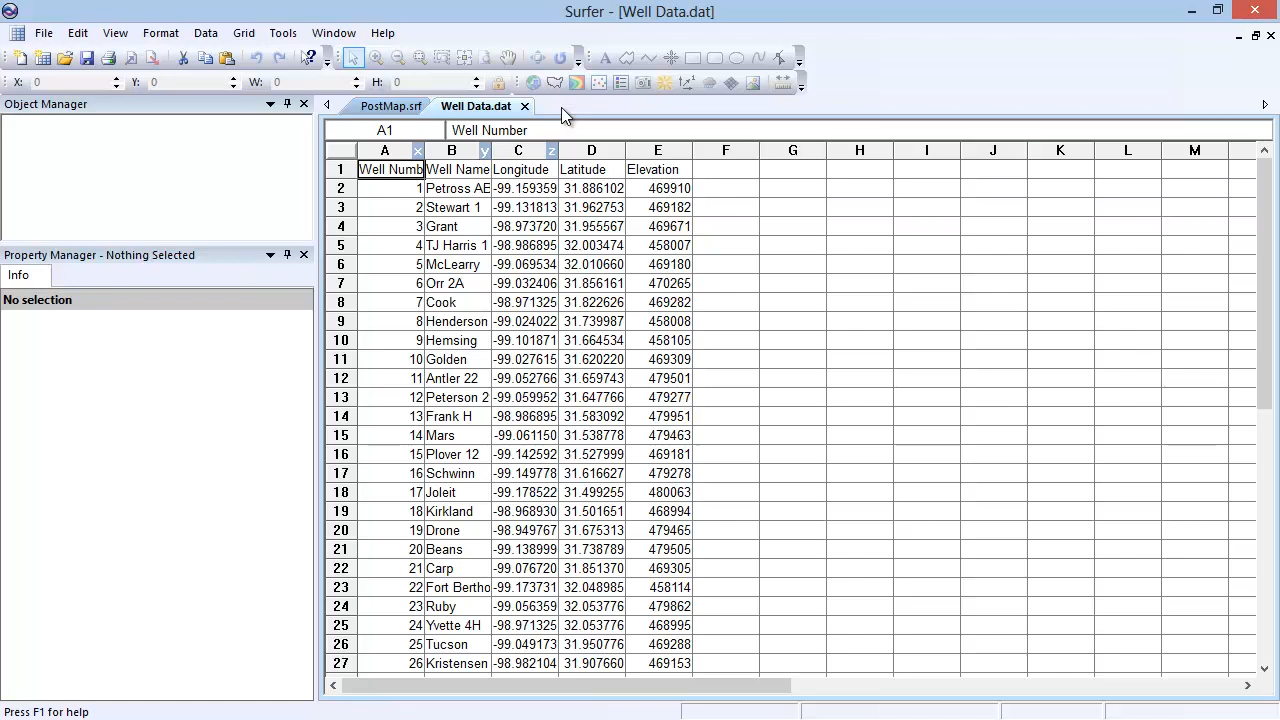 Surfer - [Well Data.dat]
File Edit View Format Data Grid Tools Window Help
X: 0 Y: 0 W: 0 H: 0
Object Manager
PostMap.srf Well Data.dat
A1 Well Number
A x B y C z D E F G H I J K L M
1 Well Numb Well Name Longitude Latitude Elevation
2 1 Petross AE -99.159359 31.886102 469910
3 2 Stewart 1 -99.131813 31.962753 469182
4 3 Grant -98.973720 31.955567 469671
5 4 TJ Harris 1 -98.986895 32.003474 458007
6 5 McLearry -99.069534 32.010660 469180
7 6 Orr 2A -99.032406 31.856161 470265
8 7 Cook -98.971325 31.822626 469282
9 8 Henderson -99.024022 31.739987 458008
10 9 Hemsing -99.101871 31.664534 458105
11 10 Golden -99.027615 31.620220 469309
12 11 Antler 22 -99.052766 31.659743 479501
13 12 Peterson 2 -99.059952 31.647766 479277
14 13 Frank H -98.986895 31.583092 479951
15 14 Mars -99.061150 31.538778 479463
16 15 Plover 12 -99.142592 31.527999 469181
17 16 Schwinn -99.149778 31.616627 479278
18 17 Joleit -99.178522 31.499255 480063
19 18 Kirkland -98.968930 31.501651 468994
20 19 Drone -98.949767 31.675313 479465
21 20 Beans -99.138999 31.738789 479505
22 21 Carp -99.076720 31.851370 469305
23 22 Fort Bertho -99.173731 32.048985 458114
24 23 Ruby -99.056359 32.053776 479862
25 24 Yvette 4H -98.971325 32.053776 468995
26 25 Tucson -99.049173 31.950776 469288
27 26 Kristensen -98.982104 31.907660 469153
Property Manager - Nothing Selected
Info
No selection
Press F1 for help